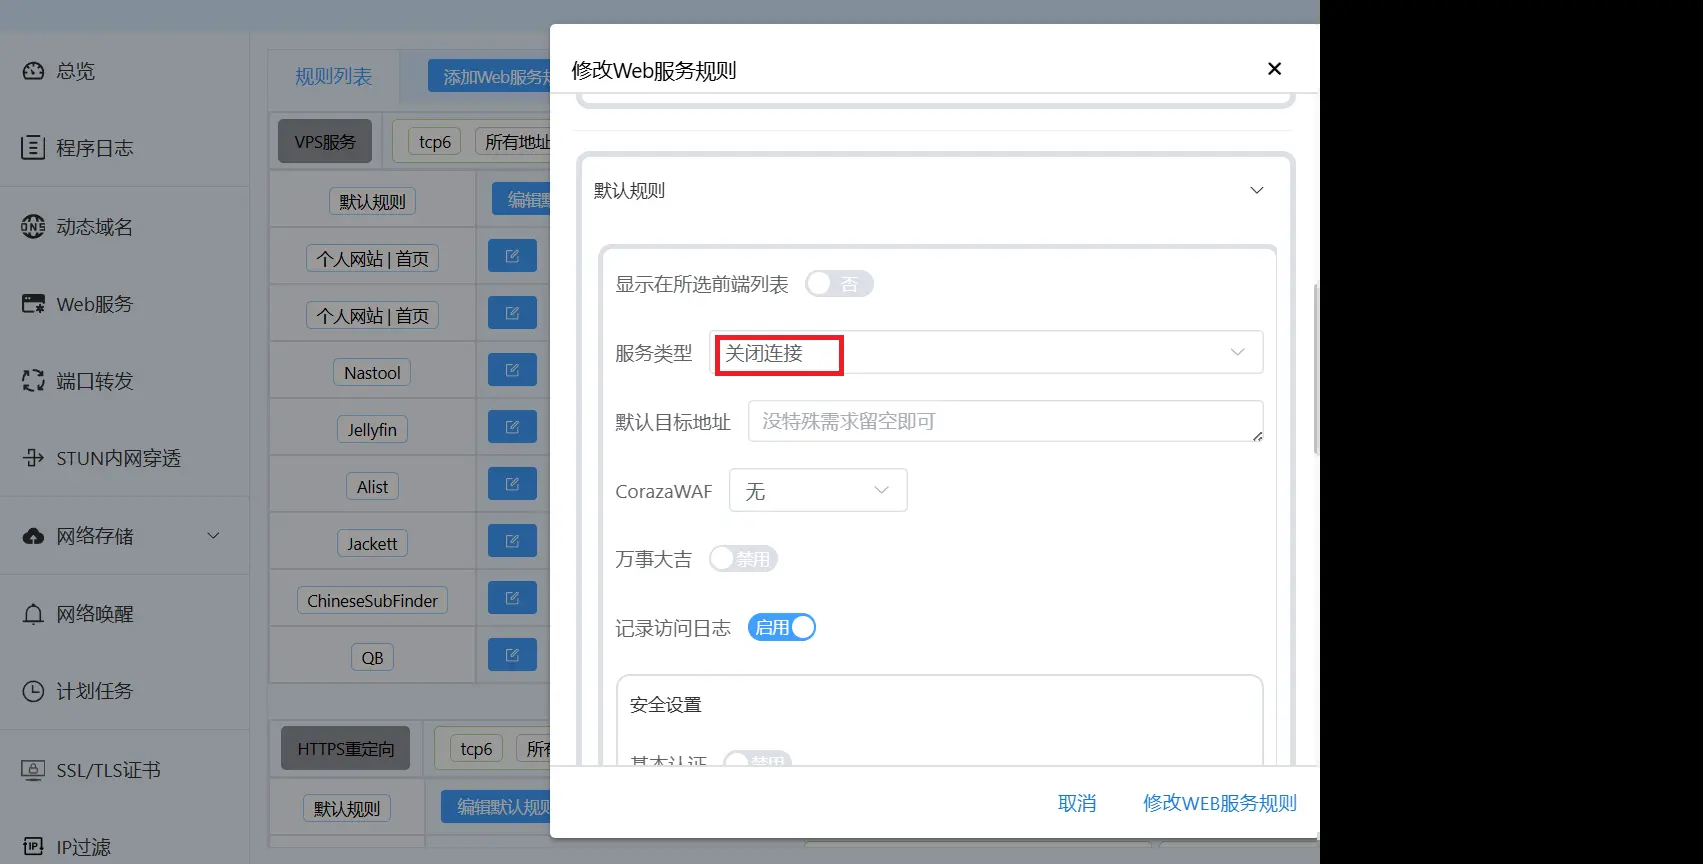 总览
程序日志
动态域名
Web服务
端口转发
STUN内网穿透
网络存储
网络唤醒
计划任务
SSL/TLS证书
IP过滤
规则列表
添加Web服务
VPS服务
tcp6
所有地址
默认规则
编辑
个人网站 | 首页
个人网站 | 首页
Nastool
Jellyfin
Alist
Jackett
ChineseSubFinder
QB
HTTPS重定向
tcp6
所
默认规则
编辑默认规
修改Web服务规则
默认规则
显示在所选前端列表 否
服务类型 关闭连接
默认目标地址 没特殊需求留空即可
CorazaWAF 无
万事大吉 禁用
记录访问日志 启用
安全设置
基本认证 禁用
取消 修改WEB服务规则